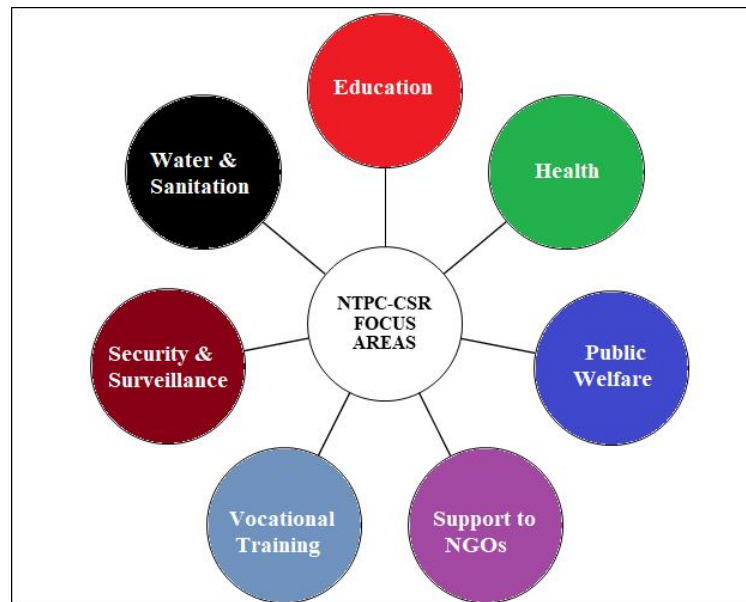 Education
Health
Public
Welfare
Support to
NGOs
Vocational
Training
Security &
Surveillance
Water &
Sanitation
NTPC-CSR
FOCUS
AREAS